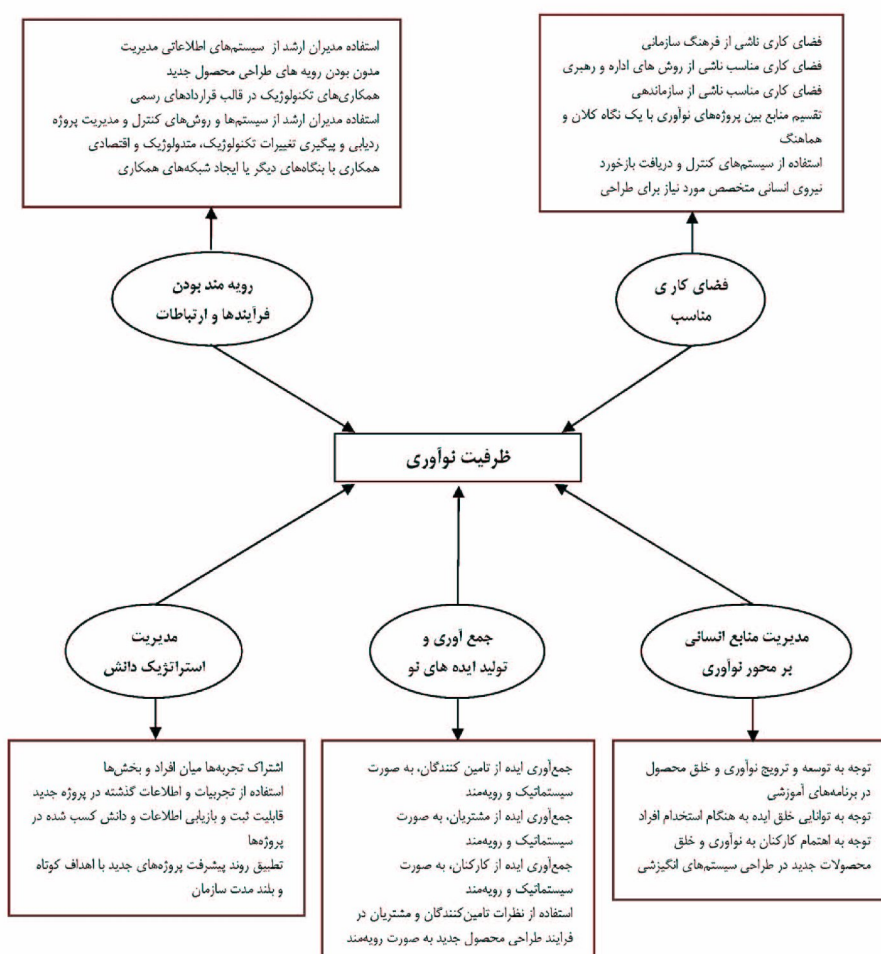 فضای کاری ناشی از فرهنگ سازمانی
فضای کاری مناسب ناشی از روش های اداره و رهبری
فضای کاری مناسب ناشی از سازماندهی
تقسیم منابع بین پروژه‌های نوآوری با یک نگاه کلان و
هماهنگ
استفاده از سیستم‌های کنترل و دریافت بازخورد
نیروی انسانی متخصص مورد نیاز برای طراحی
استفاده مدیران ارشد از سیستم‌های اطلاعاتی مدیریت
مدون بودن رویه های طراحی محصول جدید
همکاری‌های تکنولوژیک در قالب قراردادهای رسمی
استفاده مدیران ارشد از سیستم‌ها و روش‌های کنترل و مدیریت پروژه
ردیابی و پیگیری تغییرات تکنولوژیک، متدولوژیک و اقتصادی
همکاری با بنگاه‌های دیگر یا ایجاد شبکه‌های همکاری
فضای کار ی
مناسب
رویه مند بودن
فرآیندها و ارتباطات
ظرفیت نوآوری
مدیریت منابع انسانی
بر محور نوآوری
جمع آوری و
تولید ایده های نو
مدیریت
استراتژیک دانش
توجه به توسعه و ترویج نوآوری و خلق محصول
در برنامه‌های آموزشی
توجه به توانایی خلق ایده به هنگام استخدام افراد
توجه به اهتمام کارکنان به نوآوری و خلق
محصولات جدید در طراحی سیستم‌های انگیزشی
جمع‌آوری ایده از تامین کنندگان، به صورت
سیستماتیک و رویه‌مند
جمع‌آوری ایده از مشتریان، به صورت
سیستماتیک و رویه‌مند
جمع‌آوری ایده از کارکنان، به صورت
سیستماتیک و رویه‌مند
استفاده از نظرات تامین‌کنندگان و مشتریان در
فرایند طراحی محصول جدید به صورت رویه‌مند
اشتراک تجربه‌ها میان افراد و بخش‌ها
استفاده از تجربیات و اطلاعات گذشته در پروژه جدید
قابلیت ثبت و بازیابی اطلاعات و دانش کسب شده در
پروژه‌ها
تطبیق روند پیشرفت پروژه‌های جدید با اهداف کوتاه
و بلند مدت سازمان